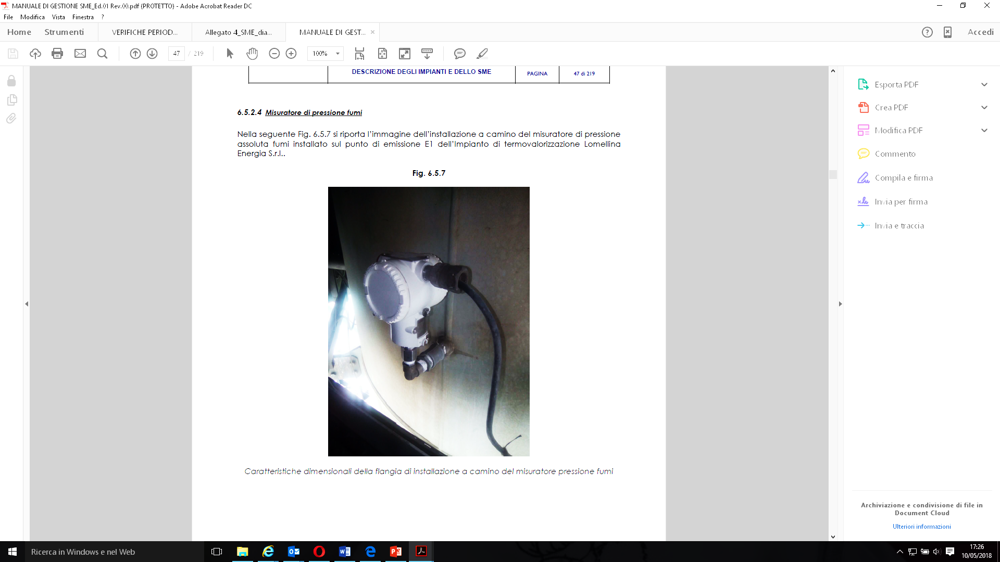 MANUALE DI GESTIONE SME_Ed.01 Rev.00.pdf (PROTETTO) - Adobe Acrobat Reader DC
File Modifica Vista Finestra ?
Home Strumenti VERIFICHE PERIOD... Allegato 4_SME_dia... MANUALE DI GEST... × Accedi
47 / 219 100%
DESCRIZIONE DEGLI IMPIANTI E DELLO SME PAGINA 47 di 219
6.5.2.4 Misuratore di pressione fumi
Nella seguente Fig. 6.5.7 si riporta l'immagine dell'installazione a camino del misuratore di pressione
assoluta fumi installato sul punto di emissione E1 dell'Impianto di termovalorizzazione Lomellina
Energia S.r.l..
Fig. 6.5.7
Caratteristiche dimensionali della flangia di installazione a camino del misuratore pressione fumi
Esporta PDF
Crea PDF
Modifica PDF
Commento
Compila e firma
Invia per firma
Invia e traccia
Archiviazione e condivisione di file in
Document Cloud
Ulteriori informazioni
Ricerca in Windows e nel Web
17:26
10/05/2018